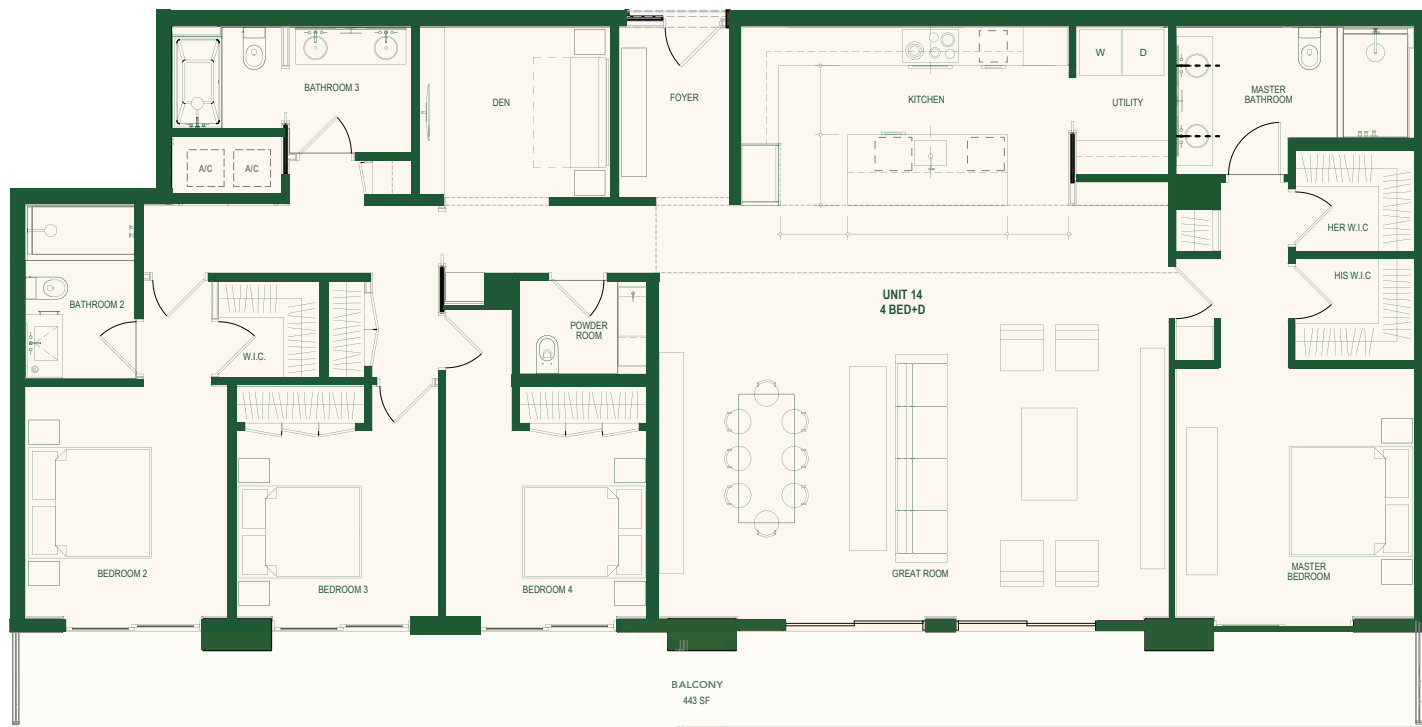 BATHROOM 3
DEN
FOYER
KITCHEN
W
D
UTILITY
MASTER
BATHROOM
A/C
A/C
HER W.I.C
HIS W.I.C
BATHROOM 2
W.I.C.
POWDER
ROOM
UNIT 14
4 BED+D
BEDROOM 2
BEDROOM 3
BEDROOM 4
GREAT ROOM
MASTER
BEDROOM
BALCONY
443 SF